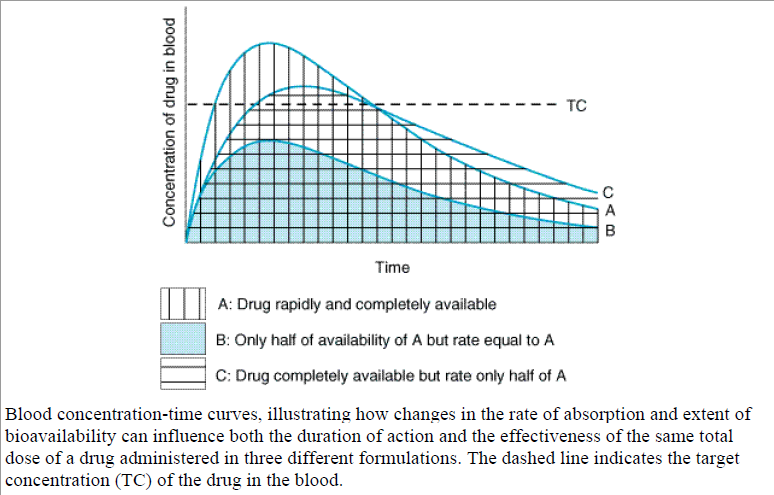 Concentration of drug in blood
TC
C
A
B
Time
A: Drug rapidly and completely available
B: Only half of availability of A but rate equal to A
C: Drug completely available but rate only half of A
Blood concentration-time curves, illustrating how changes in the rate of absorption and extent of
bioavailability can influence both the duration of action and the effectiveness of the same total
dose of a drug administered in three different formulations. The dashed line indicates the target
concentration (TC) of the drug in the blood.